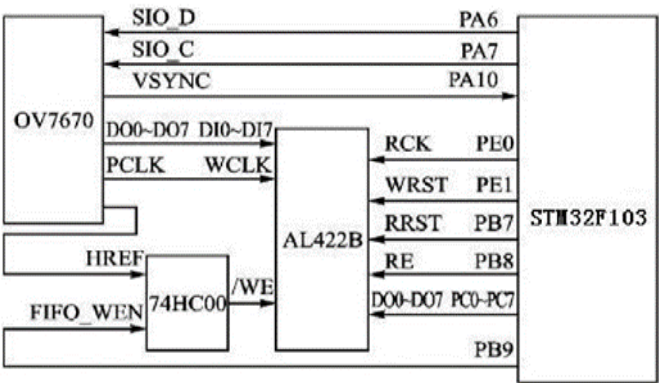 SIO_D PA6
SIO_C PA7
VSYNC PA10
OV7670
DO0~DO7 DI0~DI7
RCK PE0
PCLK WCLK
WRST PE1
STM32F103
RRST PB7
AL422B
HREF
RE PB8
/WE
74HC00
DO0~DO7 PC0~PC7
FIFO_WEN
PB9